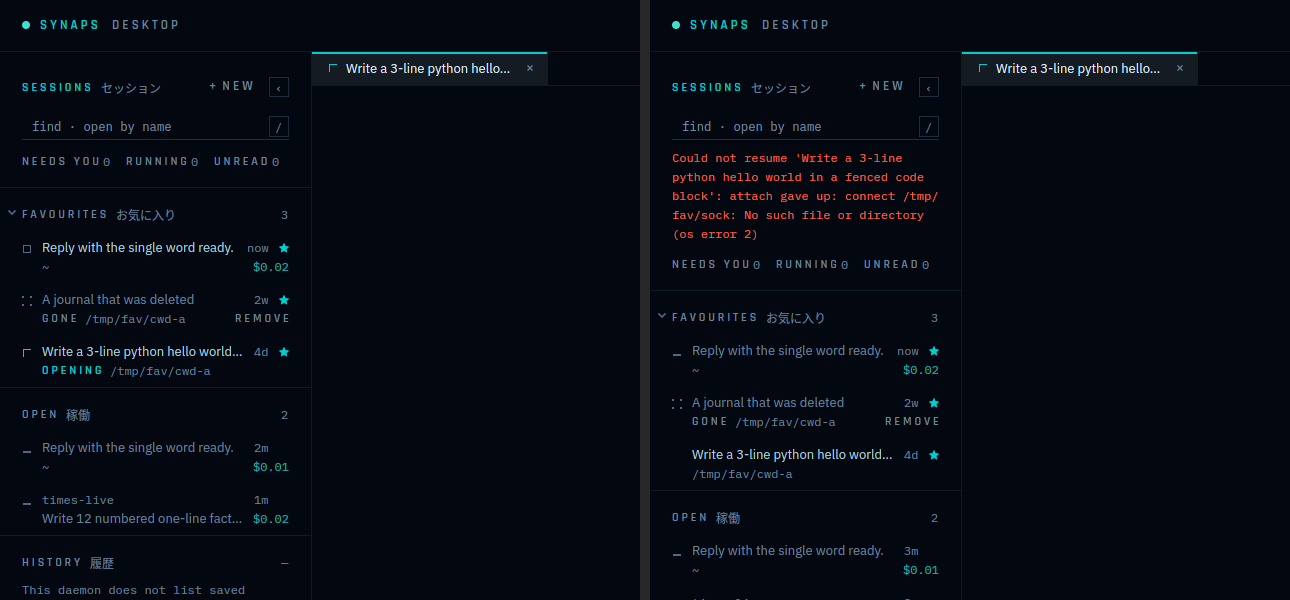 SYNAPS DESKTOP
Write a 3-line python hello... ×
SESSIONS セッション + NEW ‹
find · open by name /
NEEDS YOU 0 RUNNING 0 UNREAD 0
FAVOURITES お気に入り 3
Reply with the single word ready. now ★
~ $0.02
A journal that was deleted 2w ★
GONE /tmp/fav/cwd-a REMOVE
Write a 3-line python hello world... 4d ★
OPENING /tmp/fav/cwd-a
OPEN 稼働 2
Reply with the single word ready. 2m
~ $0.01
times-live 1m
Write 12 numbered one-line fact... $0.02
HISTORY 履歴 —
This daemon does not list saved
SYNAPS DESKTOP
Write a 3-line python hello... ×
SESSIONS セッション + NEW ‹
find · open by name /
Could not resume 'Write a 3-line
python hello world in a fenced code
block': attach gave up: connect /tmp/
fav/sock: No such file or directory
(os error 2)
NEEDS YOU 0 RUNNING 0 UNREAD 0
FAVOURITES お気に入り 3
Reply with the single word ready. now ★
~ $0.02
A journal that was deleted 2w ★
GONE /tmp/fav/cwd-a REMOVE
Write a 3-line python hello world... 4d ★
/tmp/fav/cwd-a
OPEN 稼働 2
Reply with the single word ready. 3m
~ $0.01